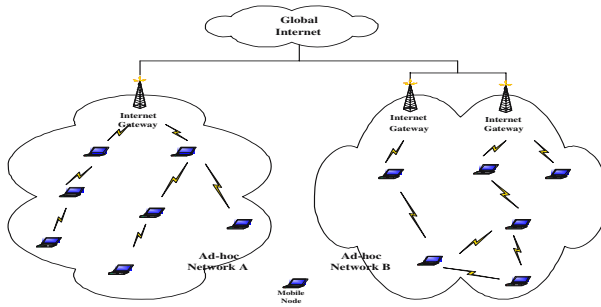 Global
Internet
Internet
Gateway
Internet
Gateway
Internet
Gateway
Ad-hoc
Network A
Ad-hoc
Network B
Mobile
Node